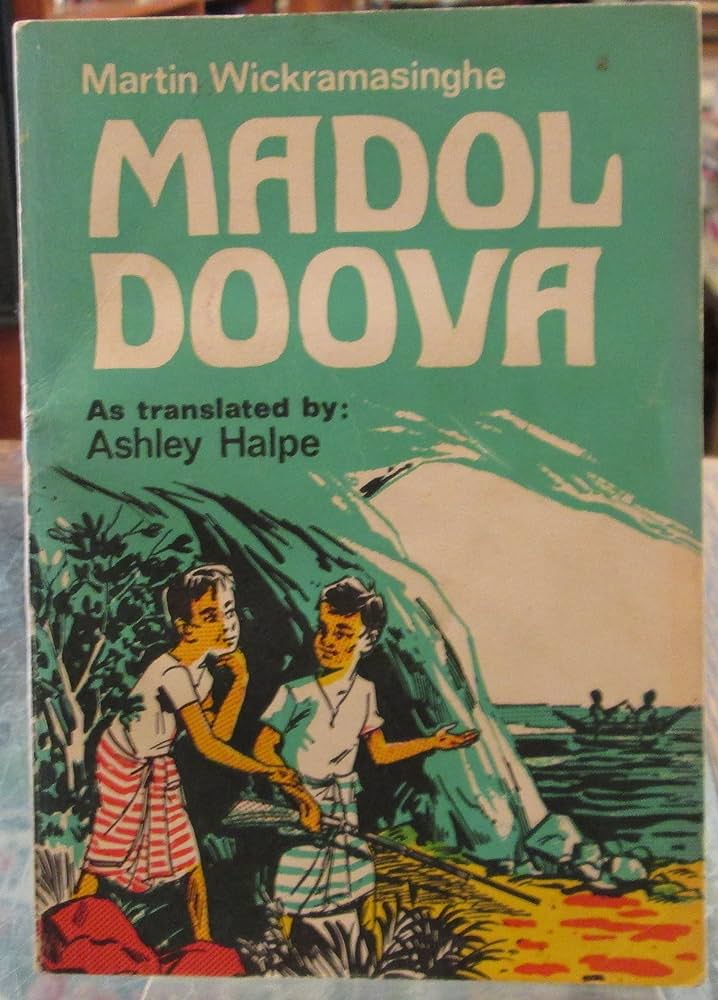 Martin Wickramasinghe
MADOL
DOOVA
As translated by:
Ashley Halpe